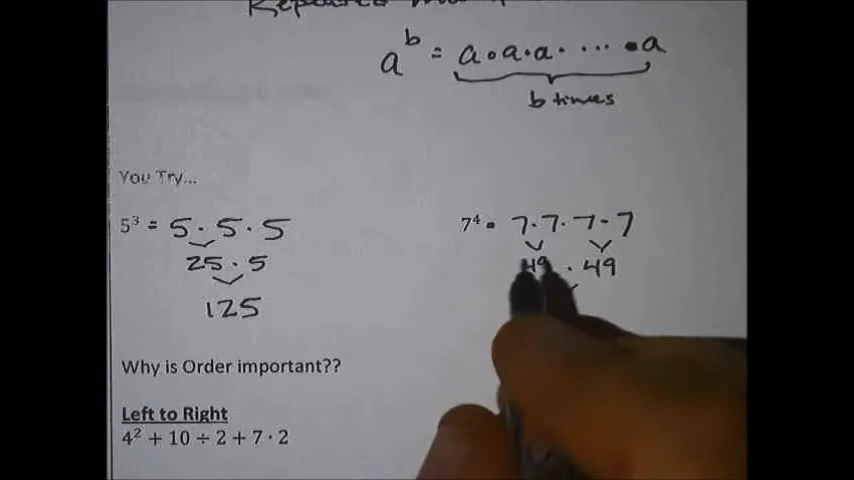 Repeated
a^b = a·a·a· ··· ·a
b times
You Try...
5³ = 5·5·5
25·5
125
7⁴ = 7·7·7·7
49 · 49
Why is Order important??
Left to Right
4² + 10 ÷ 2 + 7 · 2